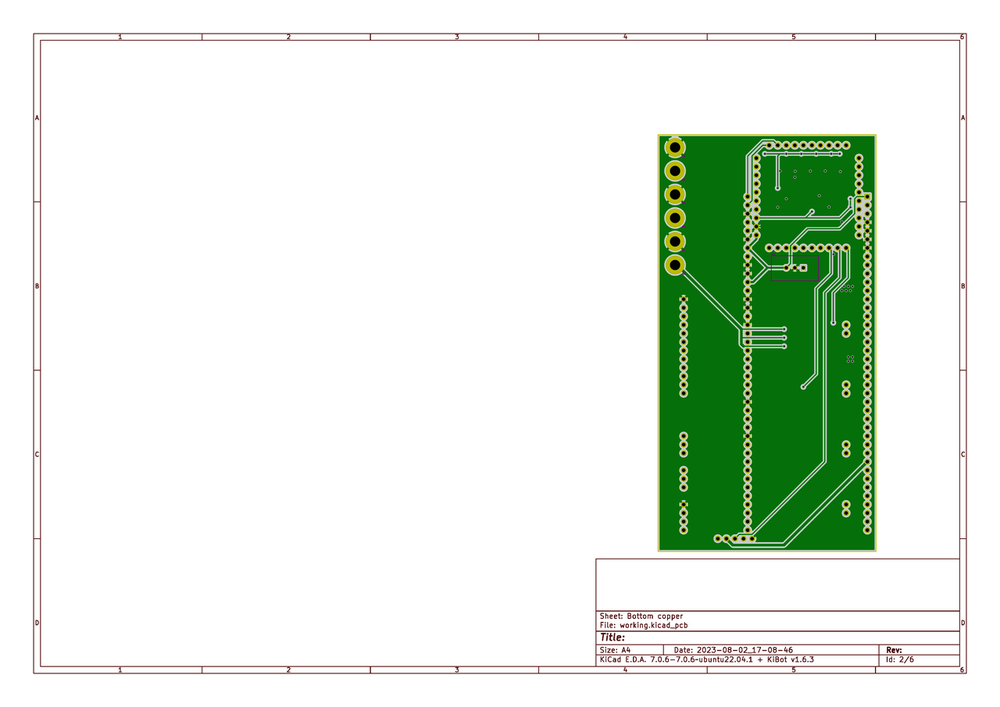 1 2 3 4 5 6
A A
B B
C C
Sheet: Bottom copper
File: working.kicad_pcb
D D
Title:
Size: A4 Date: 2023-08-02_17-08-46 Rev:
KiCad E.D.A. 7.0.6-7.0.6~ubuntu22.04.1 + KiBot v1.6.3 Id: 2/6
1 2 3 4 5 6